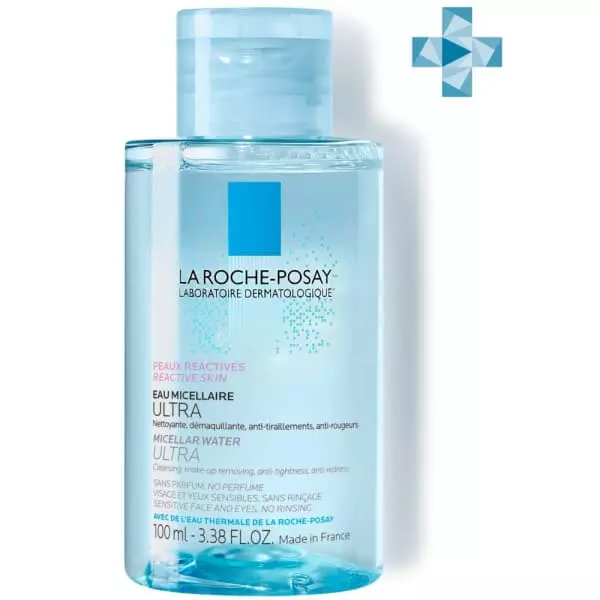 LA ROCHE-POSAY
LABORATOIRE DERMATOLOGIQUE
PEAUX RÉACTIVES
REACTIVE SKIN
EAU MICELLAIRE
ULTRA
Nettoyante, démaquillante, anti-tiraillements, anti-rougeurs
MICELLAR WATER
ULTRA
Cleansing, make-up removing, anti-tightness, anti-redness
SANS PARFUM, NO PERFUME
VISAGE ET YEUX SENSIBLES, SANS RINÇAGE
SENSITIVE FACE AND EYES, NO RINSING
AVEC DE L'EAU THERMALE DE LA ROCHE-POSAY
100 ml - 3.38 FL.OZ. Made in France